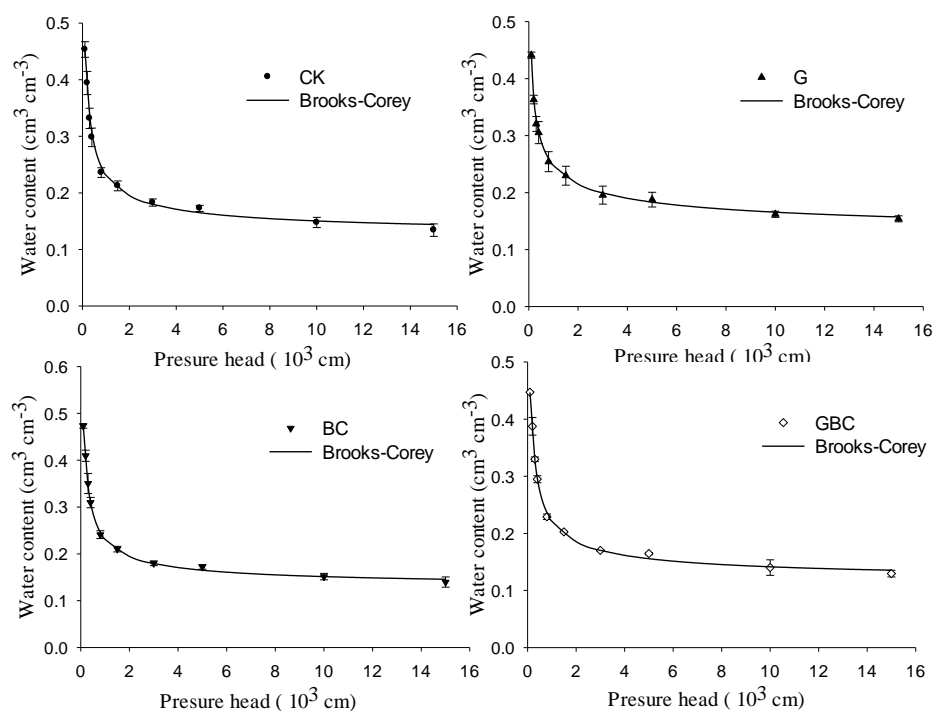 0.5
0.4
0.3
0.2
0.1
0.0
Water content (cm³ cm⁻³)
CK
Brooks-Corey
0 2 4 6 8 10 12 14 16
Presure head ( 10³ cm)
0.5
0.4
0.3
0.2
0.1
0.0
Water content (cm³ cm⁻³)
G
Brooks-Corey
0 2 4 6 8 10 12 14 16
Presure head ( 10³ cm)
0.6
0.5
0.4
0.3
0.2
0.1
0.0
Water content (cm³ cm⁻³)
BC
Brooks-Corey
0 2 4 6 8 10 12 14 16
Presure head ( 10³ cm)
0.5
0.4
0.3
0.2
0.1
0.0
Water content (cm³ cm⁻³)
GBC
Brooks-Corey
0 2 4 6 8 10 12 14 16
Presure head ( 10³ cm)